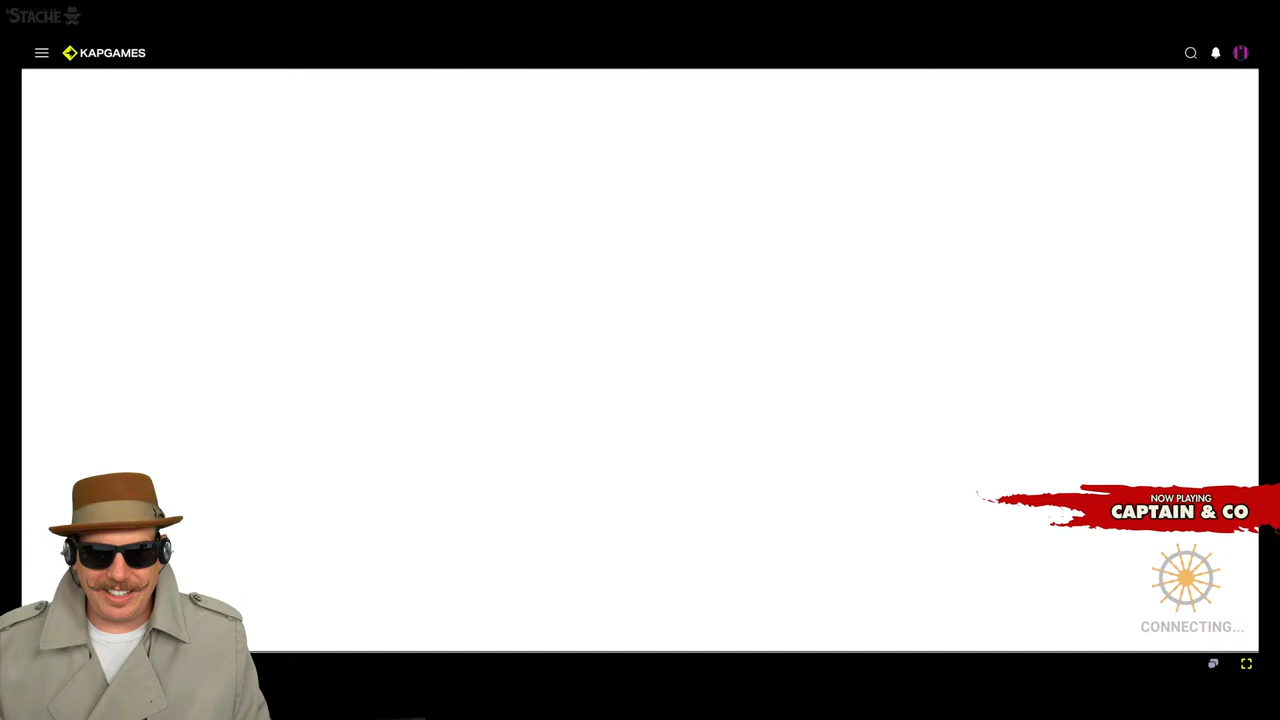 STACHE
KAPGAMES
NOW PLAYING
CAPTAIN & CO
CONNECTING...